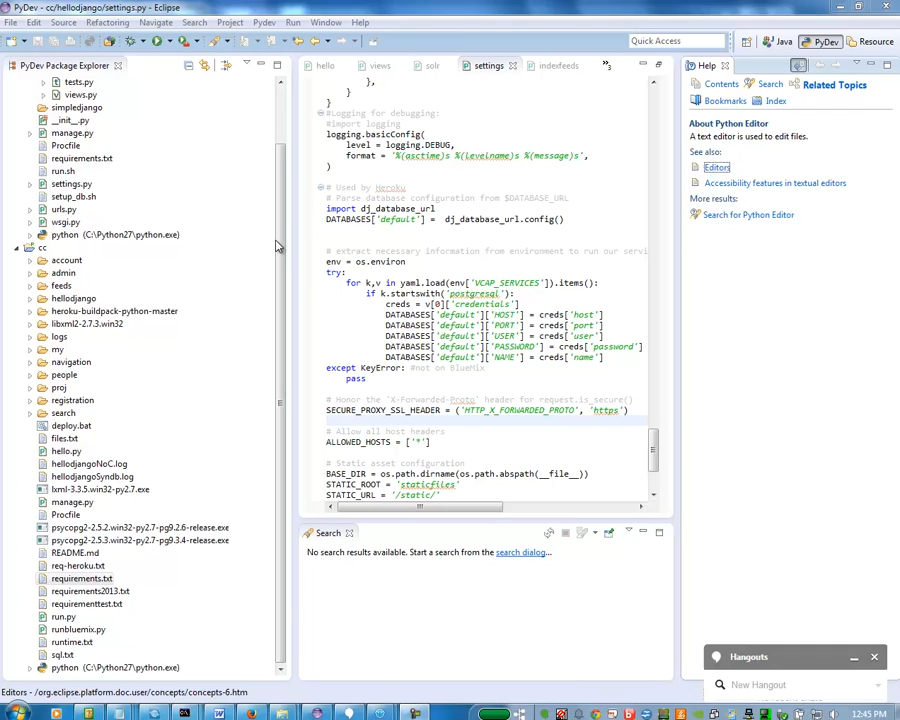 PyDev - cc/hellodjango/settings.py - Eclipse
File Edit Source Refactoring Navigate Search Project Pydev Run Window Help
Quick Access
Java PyDev Resource
PyDev Package Explorer
tests.py
views.py
simpledjango
__init__.py
manage.py
Procfile
requirements.txt
run.sh
settings.py
setup_db.sh
urls.py
wsgi.py
python (C:\Python27\python.exe)
cc
account
admin
feeds
hellodjango
heroku-buildpack-python-master
libxml2-2.7.3.win32
logs
my
navigation
people
proj
registration
search
deploy.bat
files.txt
hello.py
hellodjangoNoC.log
hellodjangoSyndb.log
lxml-3.3.5.win32-py2.7.exe
manage.py
Procfile
psycopg2-2.5.2.win32-py2.7-pg9.2.6-release.exe
psycopg2-2.5.3.win32-py2.7-pg9.3.4-release.exe
README.md
req-heroku.txt
requirements.txt
requirements2013.txt
requirementtest.txt
run.py
runbluemix.py
runtime.txt
sql.txt
python (C:\Python27\python.exe)
hello views solr settings indexfeeds
},
}
}
#Logging for debugging:
#import logging
logging.basicConfig(
level = logging.DEBUG,
format = '%(asctime)s %(levelname)s %(message)s',
)
# Used by Heroku
# Parse database configuration from $DATABASE_URL
import dj_database_url
DATABASES['default'] = dj_database_url.config()
# extract necessary information from environment to run our servi
env = os.environ
try:
for k,v in yaml.load(env['VCAP_SERVICES']).items():
if k.startswith('postgresql'):
creds = v[0]['credentials']
DATABASES['default']['HOST'] = creds['host']
DATABASES['default']['PORT'] = creds['port']
DATABASES['default']['USER'] = creds['user']
DATABASES['default']['PASSWORD'] = creds['password']
DATABASES['default']['NAME'] = creds['name']
except KeyError: #not on BlueMix
pass
# Honor the 'X-Forwarded-Proto' header for request.is_secure()
SECURE_PROXY_SSL_HEADER = ('HTTP_X_FORWARDED_PROTO', 'https')
# Allow all host headers
ALLOWED_HOSTS = ['*']
# Static asset configuration
BASE_DIR = os.path.dirname(os.path.abspath(__file__))
STATIC_ROOT = 'staticfiles'
STATIC_URL = '/static/'
Search
No search results available. Start a search from the search dialog...
Help
Contents Search Related Topics
Bookmarks Index
About Python Editor
A text editor is used to edit files.
See also:
Editors
Accessibility features in textual editors
More results:
Search for Python Editor
Hangouts
New Hangout
Editors - /org.eclipse.platform.doc.user/concepts/concepts-6.htm
12:45 PM